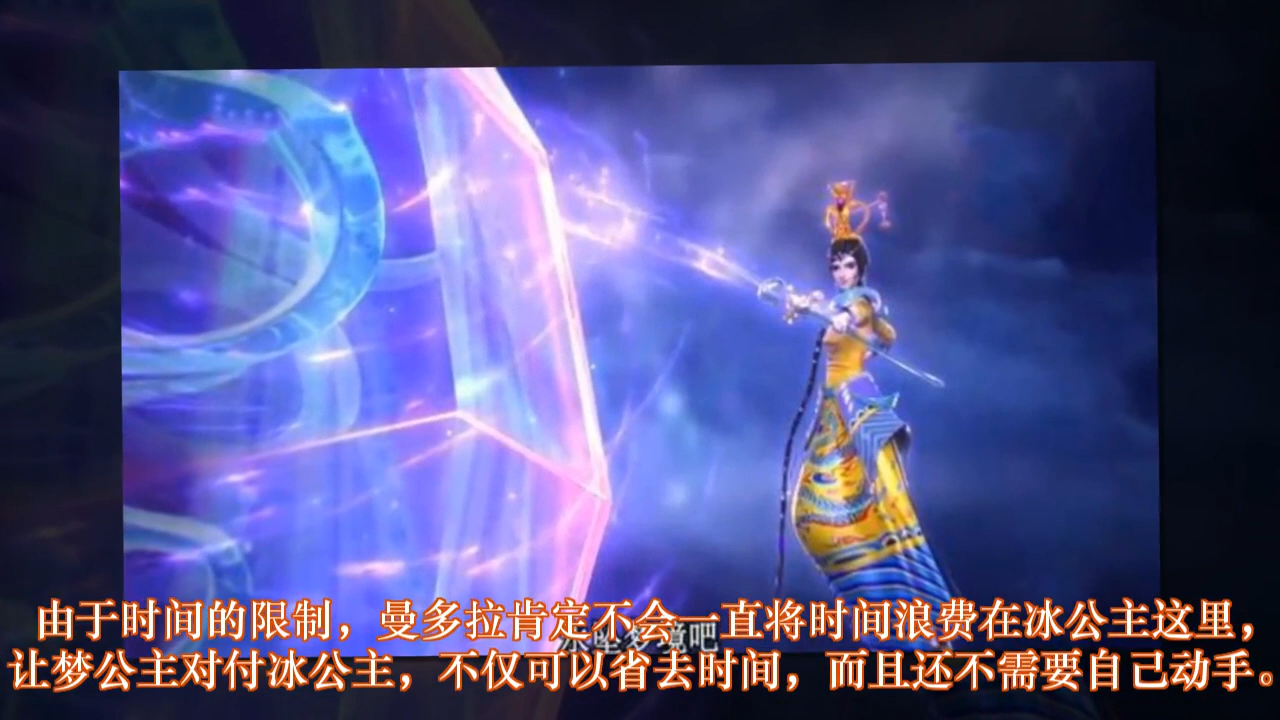 由于时间的限制，曼多拉肯定不会一直将时间浪费在冰公主这里，
让梦公主对付冰公主，不仅可以省去时间，而且还不需要自己动手。